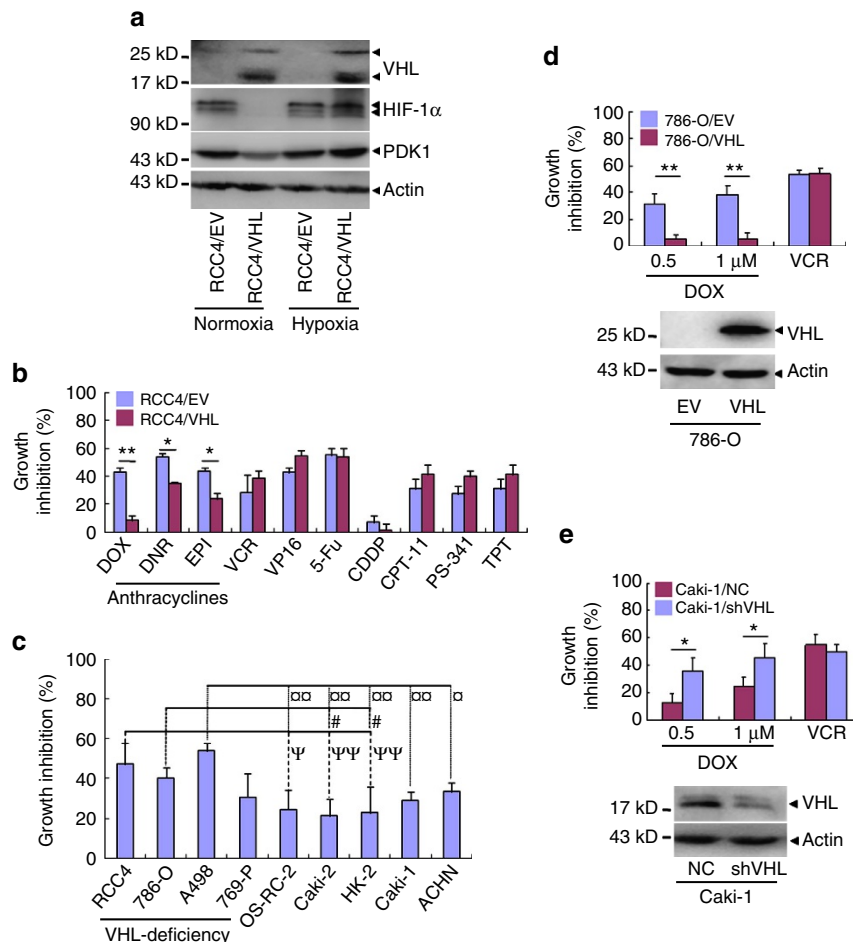 a
25 kD
17 kD
VHL
90 kD
HIF-1α
43 kD
PDK1
43 kD
Actin
RCC4/EV
RCC4/VHL
RCC4/EV
RCC4/VHL
Normoxia
Hypoxia
b
RCC4/EV
RCC4/VHL
Growth
inhibition (%)
100
80
60
40
20
0
**
*
*
DOX
DNR
EPI
VCR
VP16
5-Fu
CDDP
CPT-11
PS-341
TPT
Anthracyclines
c
Growth inhibition (%)
100
80
60
40
20
0
¤¤ ¤¤ ¤¤ ¤¤ ¤
# #
Ψ ΨΨ ΨΨ
RCC4
786-O
A498
769-P
OS-RC-2
Caki-2
HK-2
Caki-1
ACHN
VHL-deficiency
d
786-O/EV
786-O/VHL
Growth
inhibition (%)
100
80
60
40
20
0
**
**
0.5
1 μM
VCR
DOX
25 kD
VHL
43 kD
Actin
EV
VHL
786-O
e
Caki-1/NC
Caki-1/shVHL
Growth
inhibition (%)
100
80
60
40
20
0
*
*
0.5
1 μM
VCR
DOX
17 kD
VHL
43 kD
Actin
NC
shVHL
Caki-1